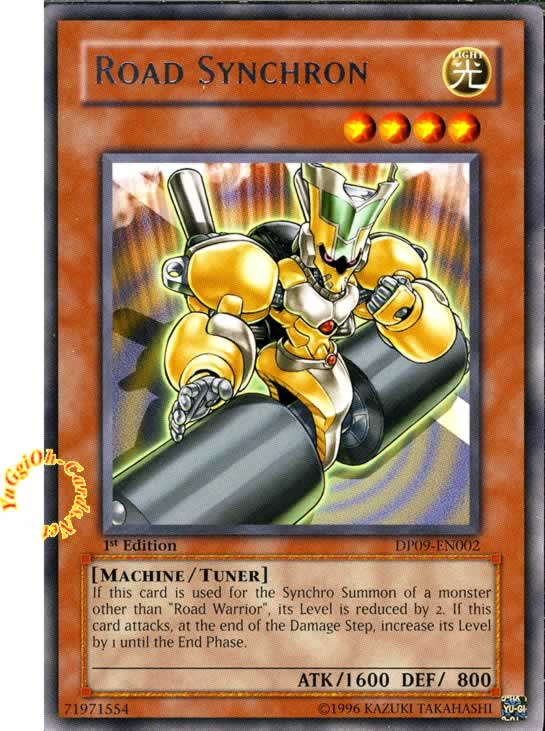 ROAD SYNCHRON
LIGHT
光
YuGgiOh-Cards.Net
1st Edition
DP09-EN002
[MACHINE/TUNER]
If this card is used for the Synchro Summon of a monster
other than "Road Warrior", its Level is reduced by 2. If this
card attacks, at the end of the Damage Step, increase its Level
by 1 until the End Phase.
ATK/1600 DEF/ 800
71971554
©1996 KAZUKI TAKAHASHI